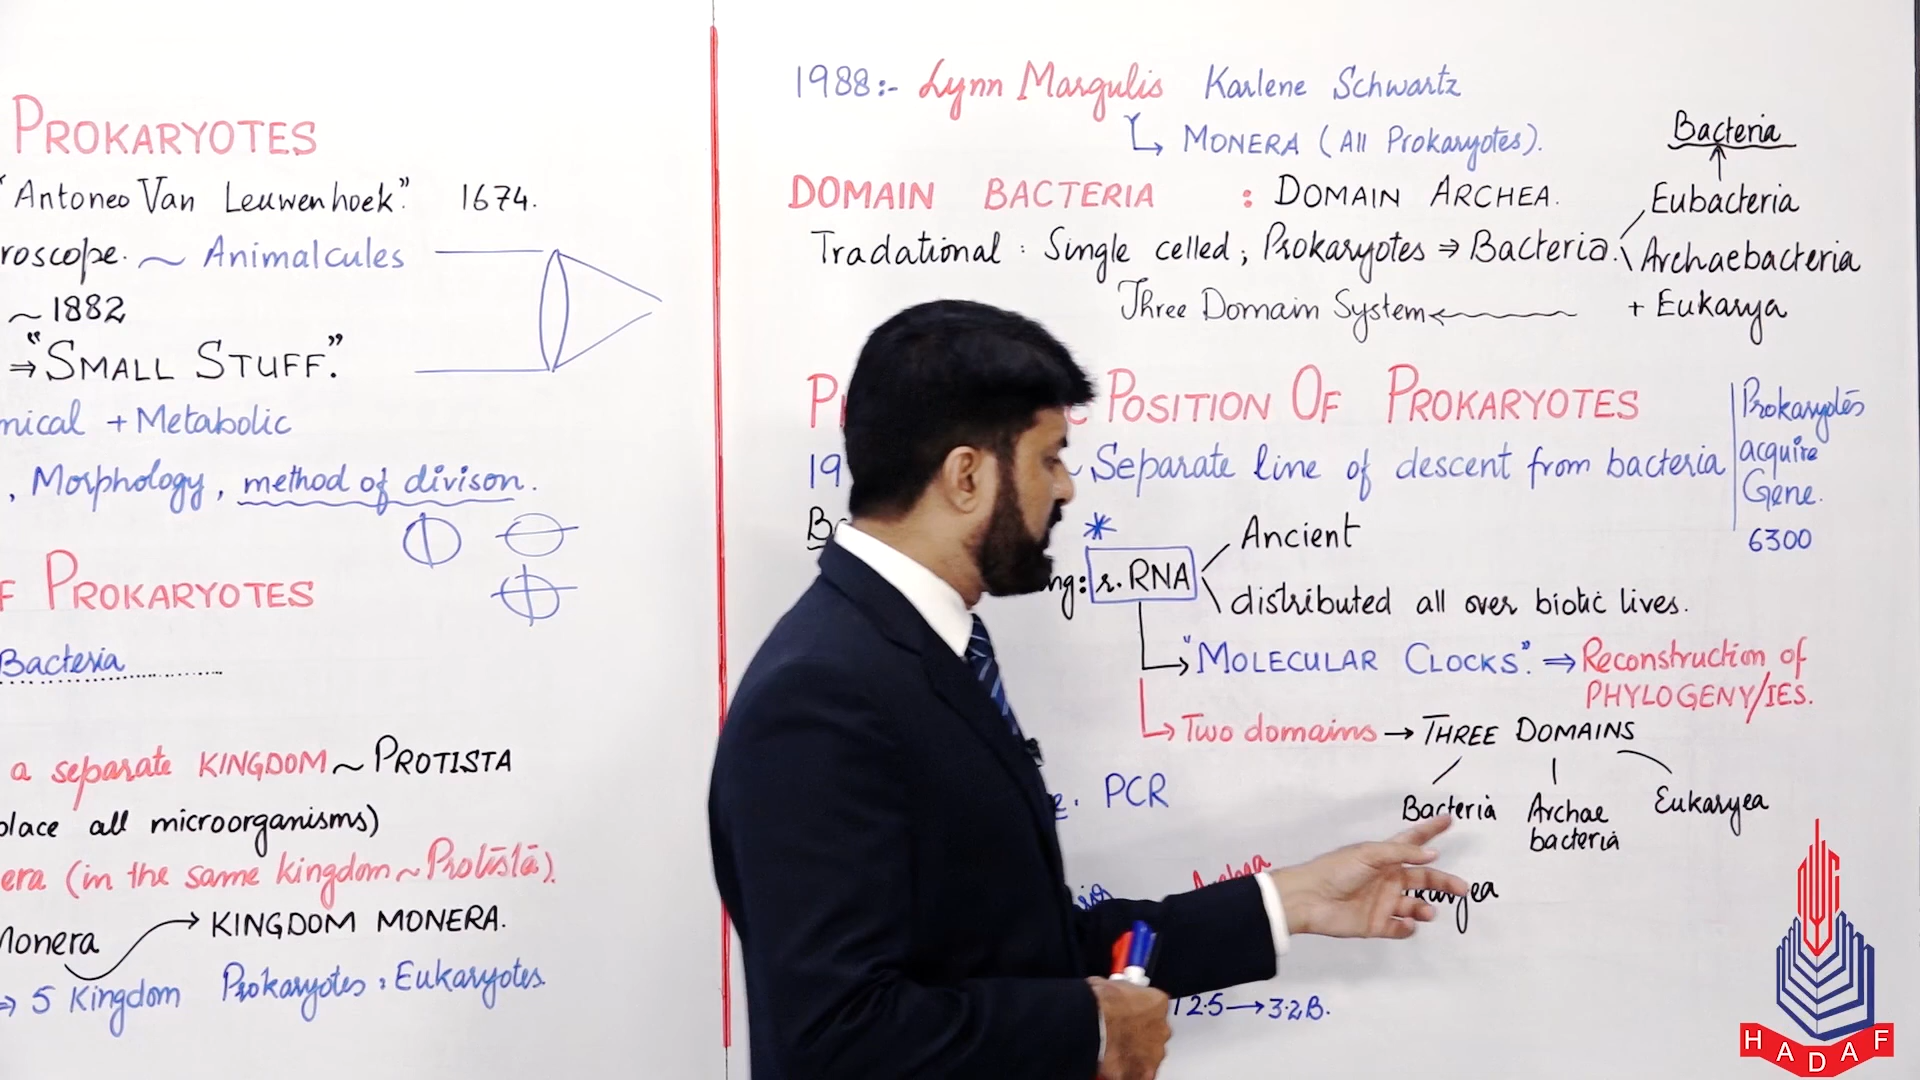 PROKARYOTES
"Antoneo Van Leuwenhoek". 1674.
roscope. ~ Animalcules
~ 1882
⇒ "SMALL STUFF."
mical + Metabolic
, Morphology, method of divison.
F PROKARYOTES
Bacteria
a separate KINGDOM ~ PROTISTA
place all microorganisms)
era (in the same kingdom ~ Protista).
Monera → KINGDOM MONERA.
⇒ 5 Kingdom Prokaryotes, Eukaryotes.
1988:- Lynn Margulis Karlene Schwartz
↳ MONERA (All Prokaryotes).
DOMAIN BACTERIA : DOMAIN ARCHEA.
Tradational : Single celled ; Prokaryotes ⇒ Bacteria.
Bacteria
Eubacteria
Archaebacteria
+ Eukarya
Three Domain System
POSITION OF PROKARYOTES
19 Separate line of descent from bacteria
Prokaryotes
acquire
Gene.
6300
*
ng: r.RNA
Ancient
distributed all over biotic lives.
"MOLECULAR CLOCKS". ⇒ Reconstruction of
PHYLOGENY/IES.
↳ Two domains → THREE DOMAINS
Bacteria Archae Eukaryea
bacteria
PCR
karyea
2.5 → 3.2B.
HADAF